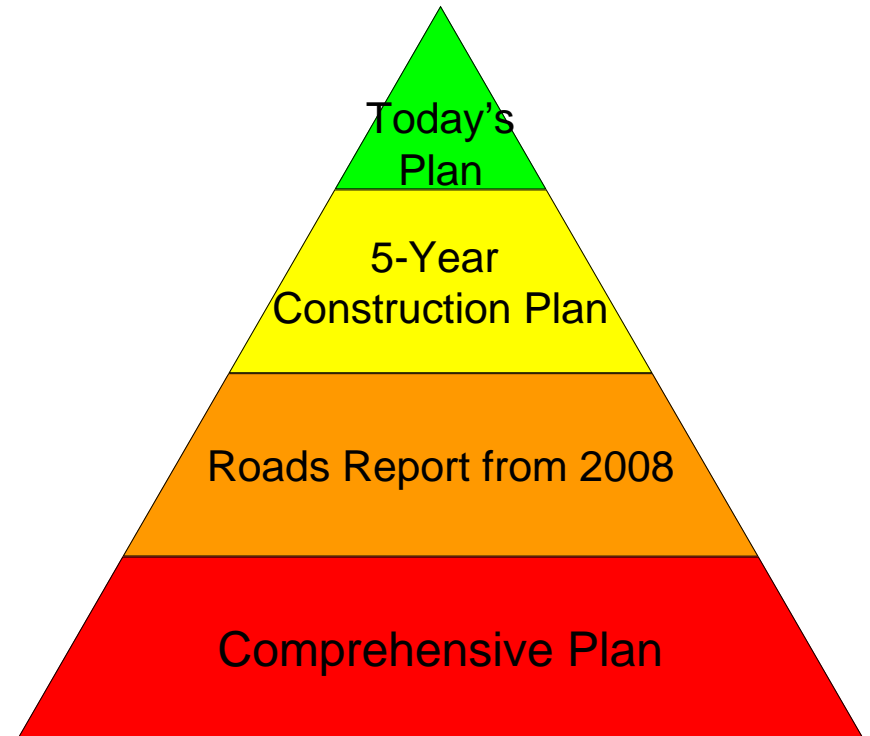 Today’s
Plan
5-Year
Construction Plan
Roads Report from 2008
Comprehensive Plan